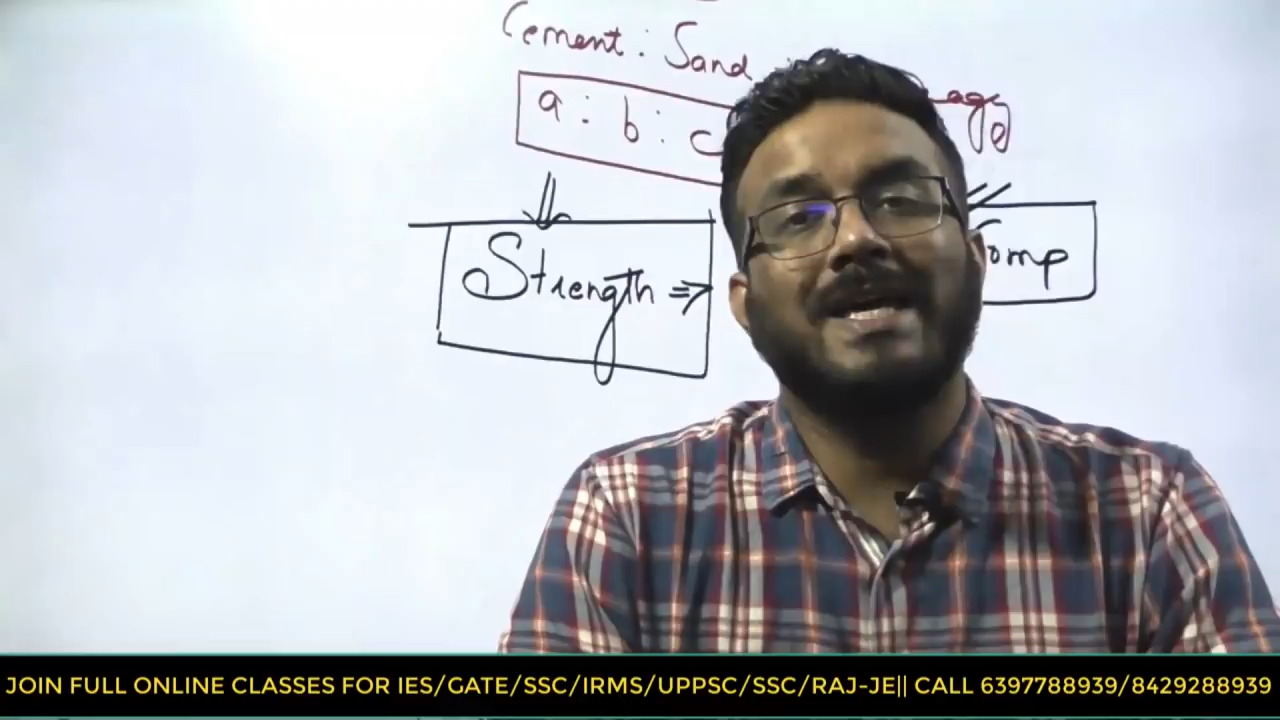 Cement : Sand
a : b : c
Strength ⇒
Comp
JOIN FULL ONLINE CLASSES FOR IES/GATE/SSC/IRMS/UPPSC/SSC/RAJ-JE|| CALL 6397788939/8429288939